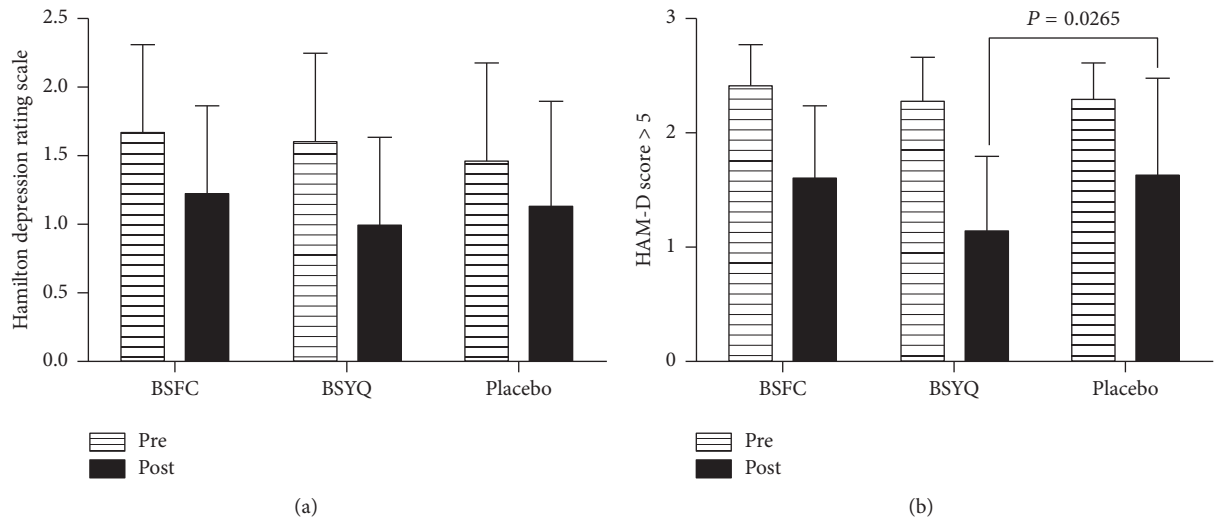 Hamilton depression rating scale
2.5
2.0
1.5
1.0
0.5
0.0
BSFC
BSYQ
Placebo
Pre
Post
(a)
HAM-D score > 5
3
2
1
0
P = 0.0265
BSFC
BSYQ
Placebo
Pre
Post
(b)